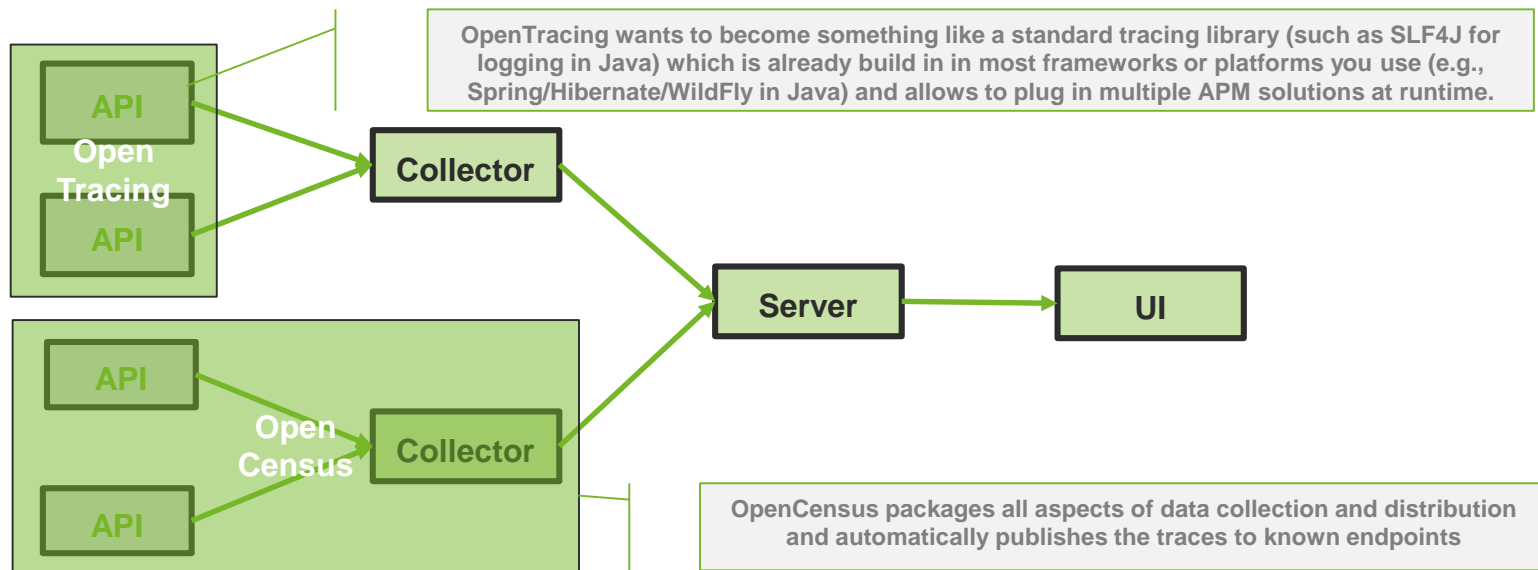 OpenTracing wants to become something like a standard tracing library (such as SLF4J for
logging in Java) which is already build in in most frameworks or platforms you use (e.g.,
Spring/Hibernate/WildFly in Java) and allows to plug in multiple APM solutions at runtime.
API
Open
Tracing
API
Collector
Server
UI
API
Open
Census
Collector
API
OpenCensus packages all aspects of data collection and distribution
and automatically publishes the traces to known endpoints